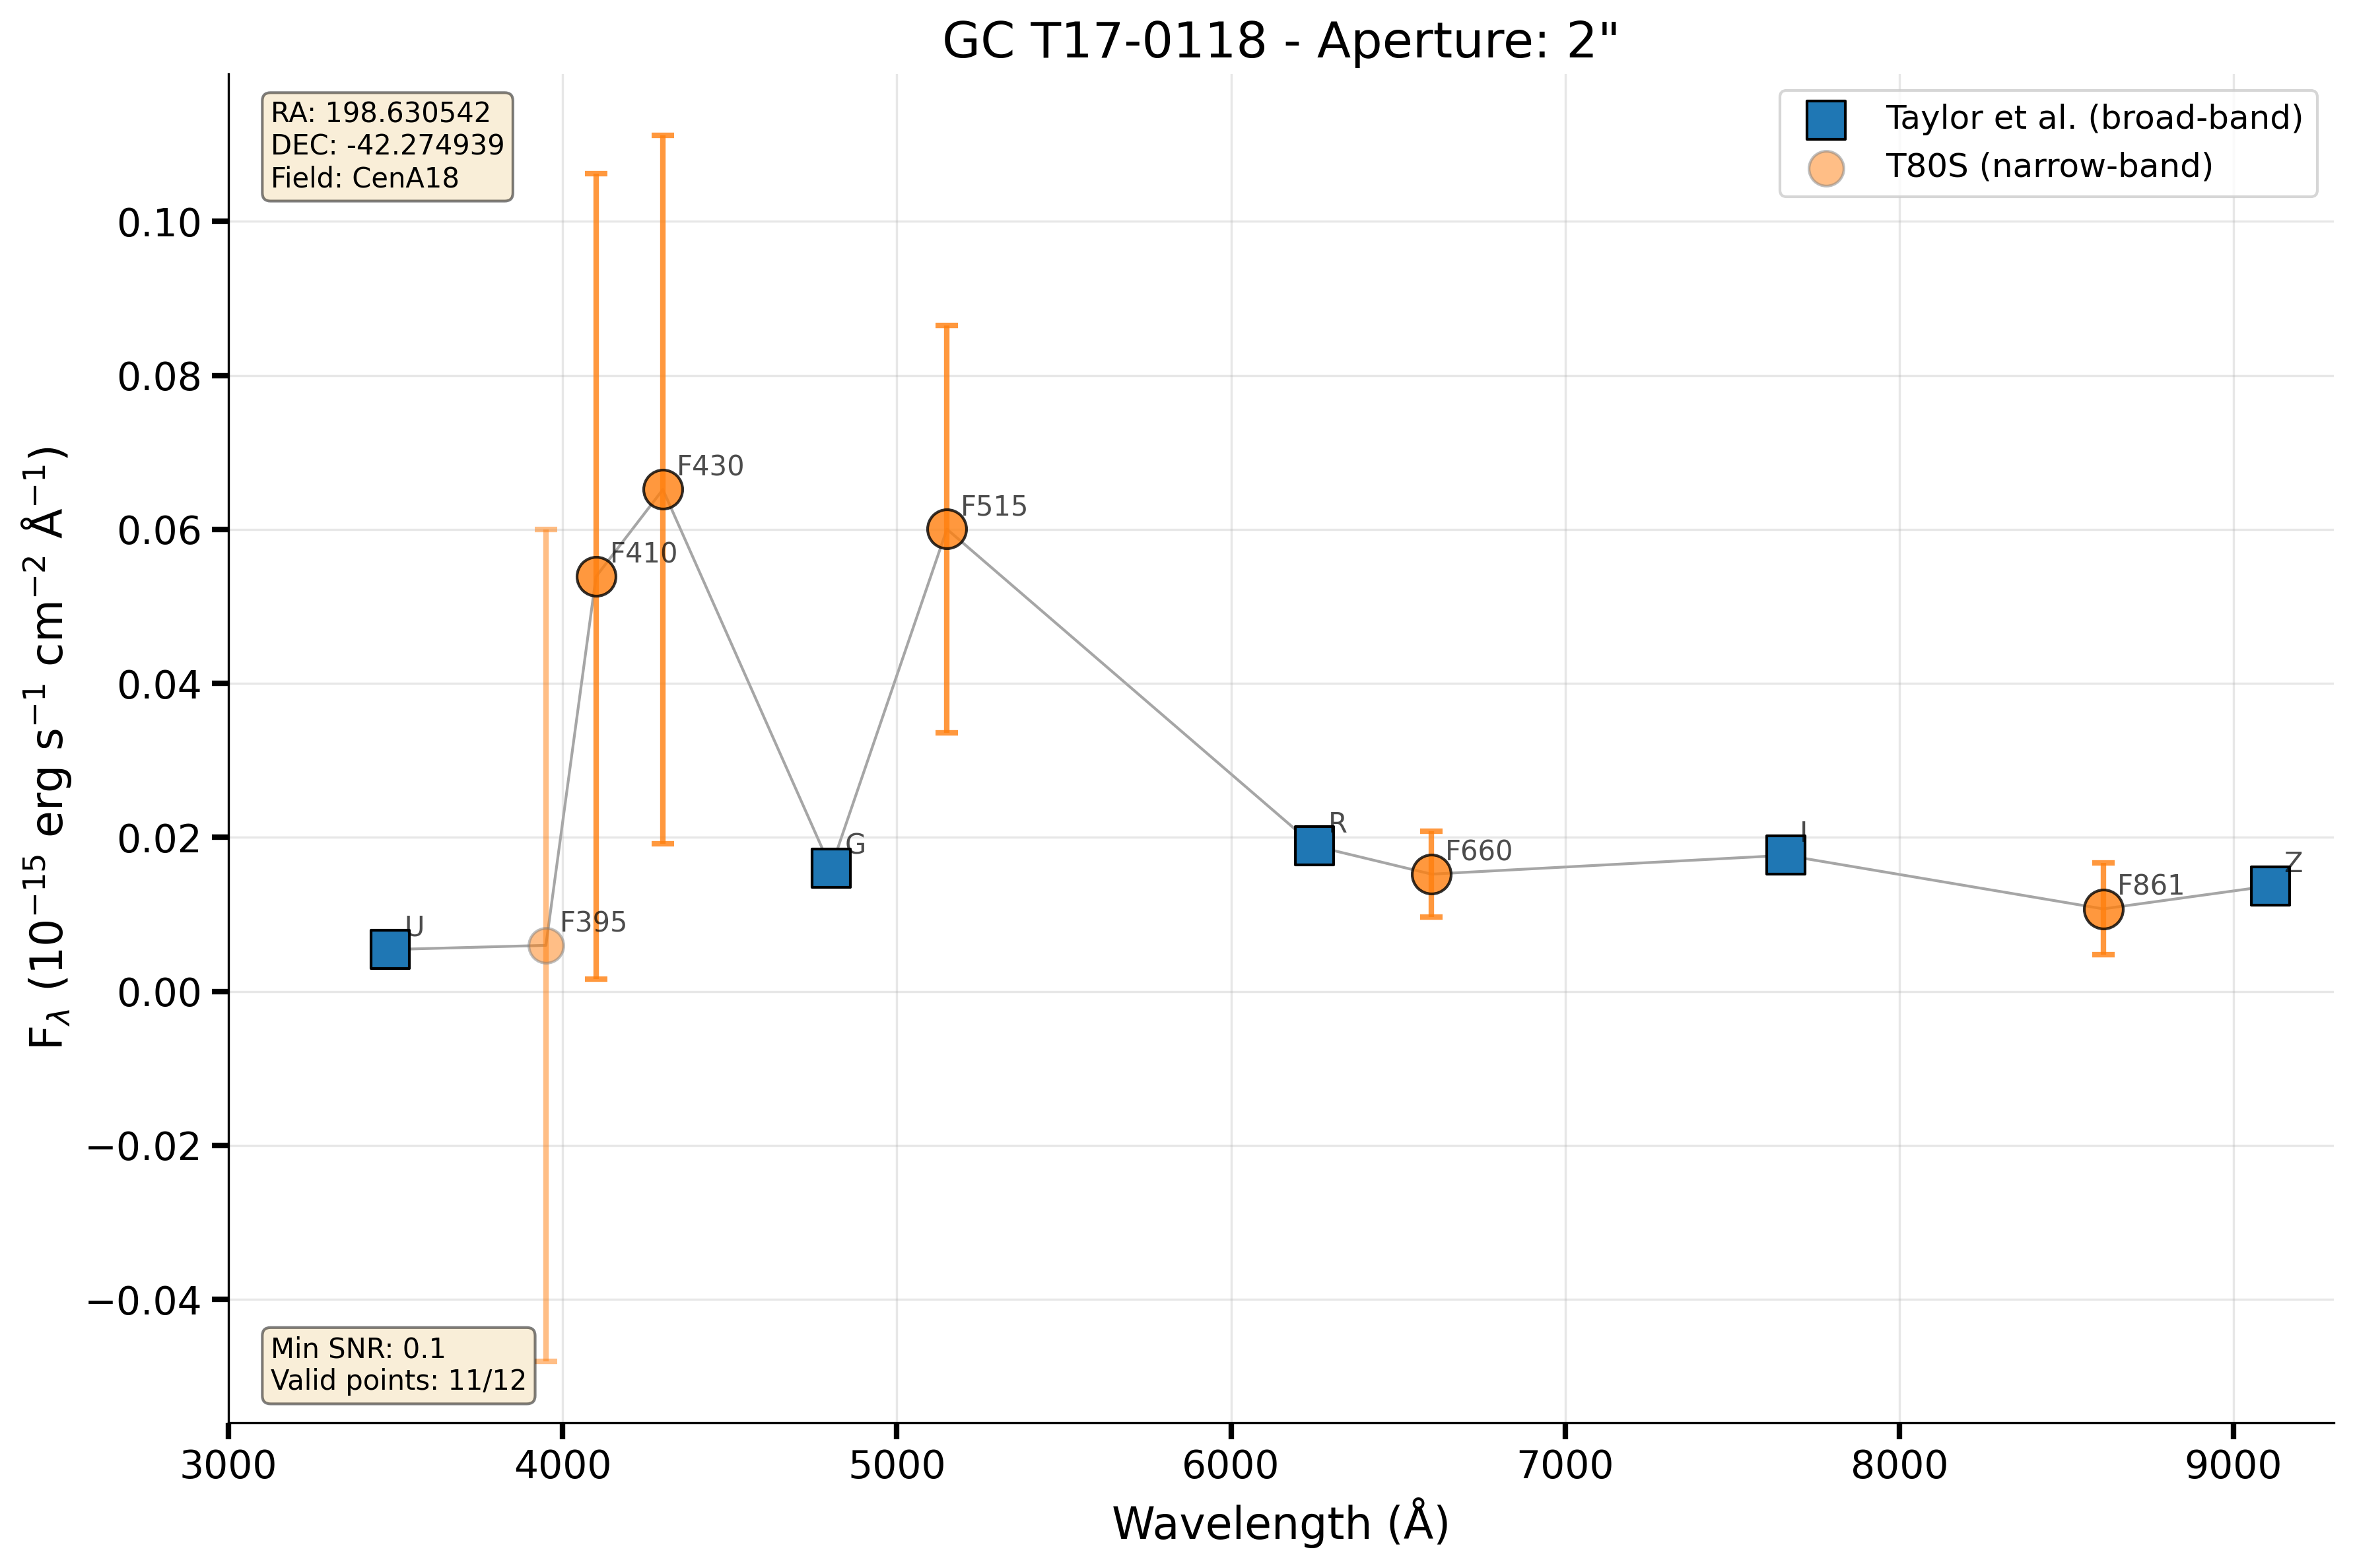 GC T17-0118 - Aperture: 2"
RA: 198.630542
DEC: -42.274939
Field: CenA18
Taylor et al. (broad-band)
T80S (narrow-band)
0.10
0.08
0.06
0.04
0.02
0.00
−0.02
−0.04
F_λ (10⁻¹⁵ erg s⁻¹ cm⁻² Å⁻¹)
U
F395
F410
F430
G
F515
R
F660
I
F861
Z
Min SNR: 0.1
Valid points: 11/12
3000 4000 5000 6000 7000 8000 9000
Wavelength (Å)